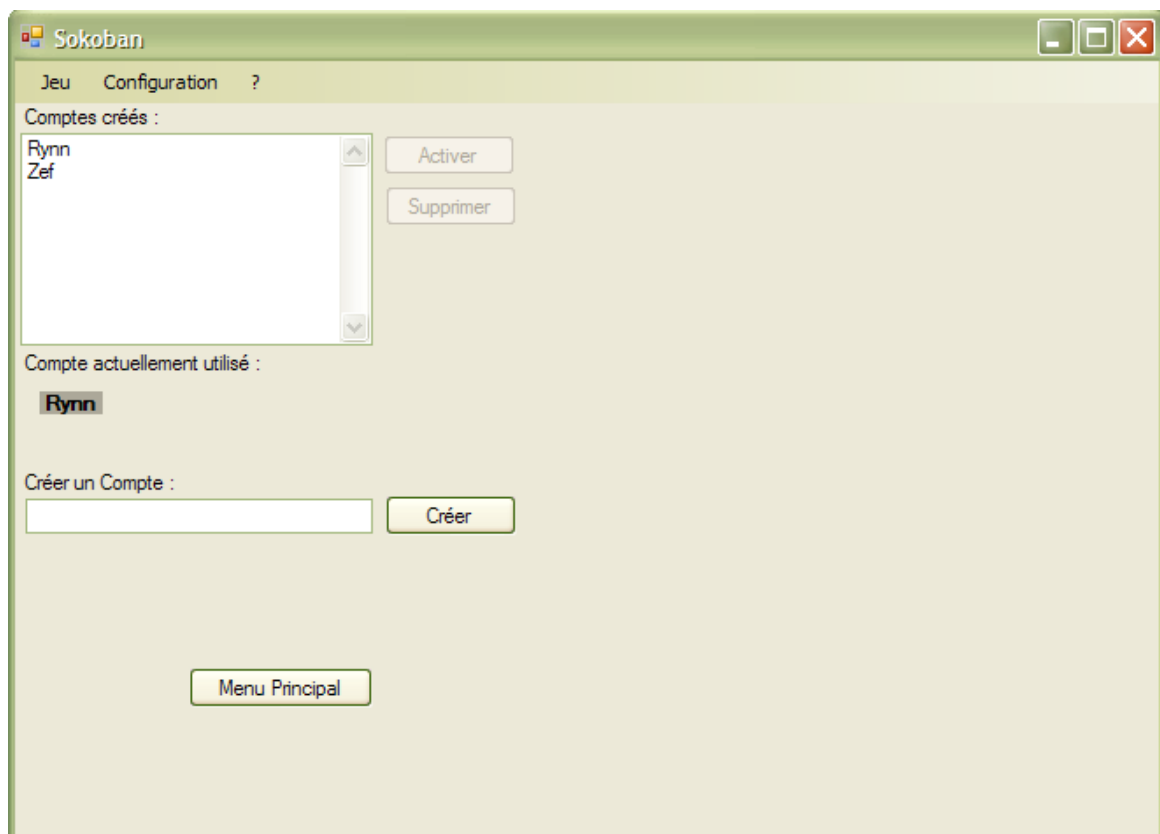 Sokoban
Jeu Configuration ?
Comptes créés :
Rynn
Zef
Activer
Supprimer
Compte actuellement utilisé :
Rynn
Créer un Compte :
Créer
Menu Principal